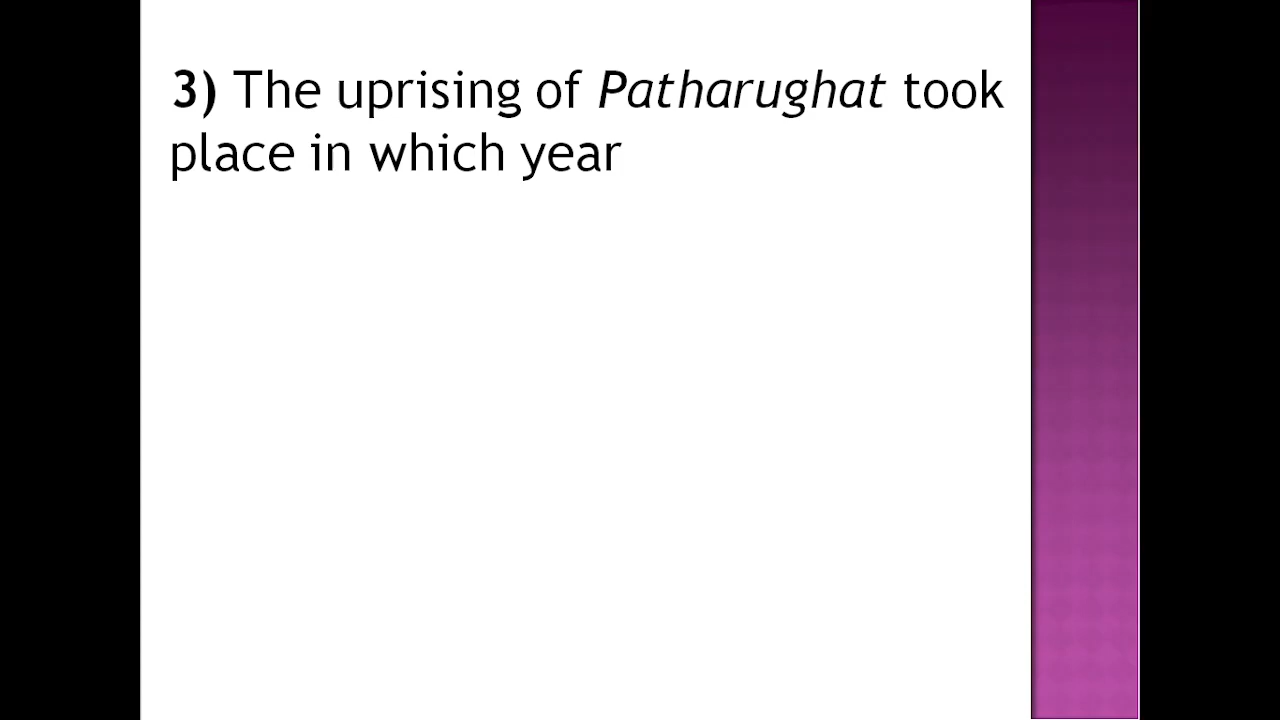 3) The uprising of Patharughat took
place in which year